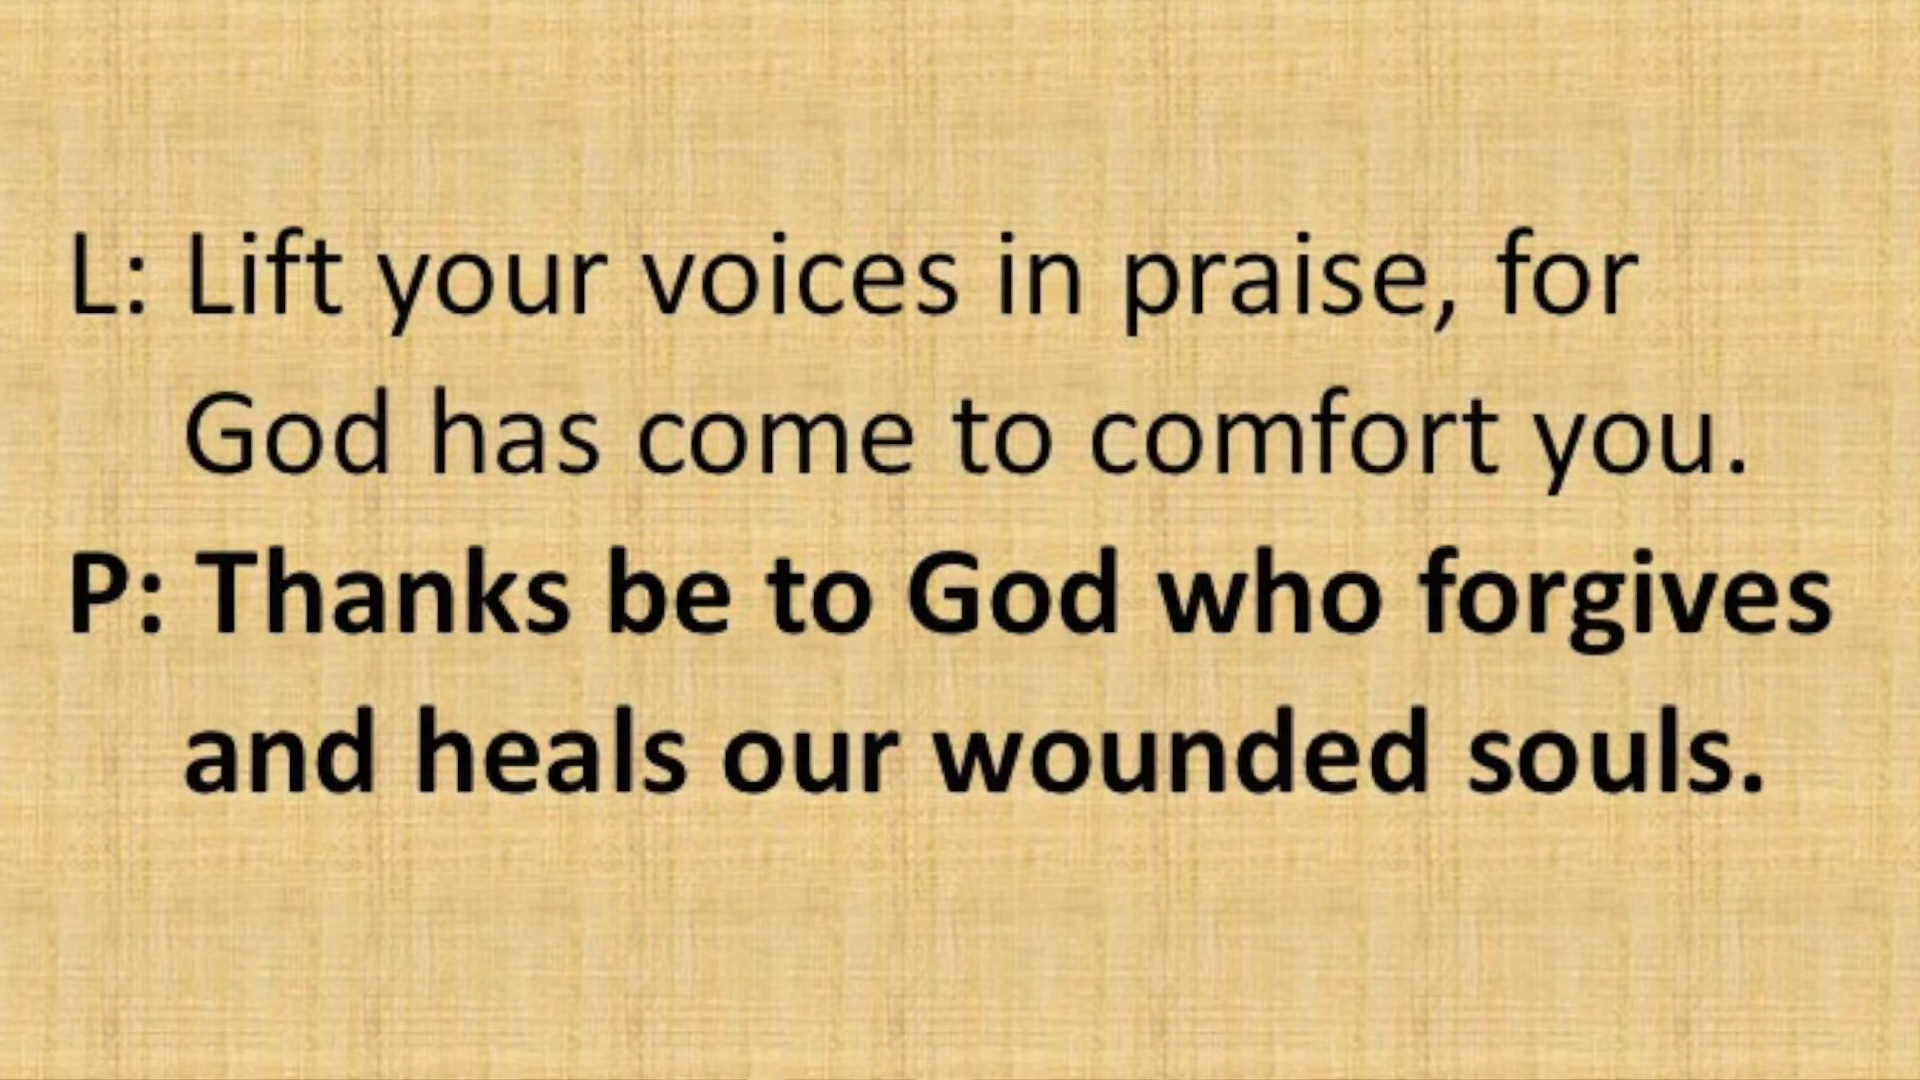 L: Lift your voices in praise, for
God has come to comfort you.
P: Thanks be to God who forgives
and heals our wounded souls.